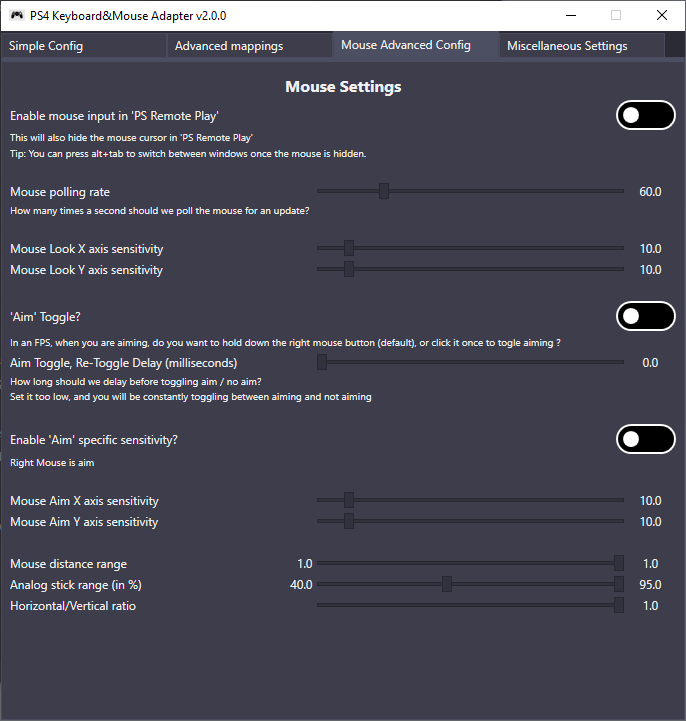 PS4 Keyboard&Mouse Adapter v2.0.0
Simple Config
Advanced mappings
Mouse Advanced Config
Miscellaneous Settings
Mouse Settings
Enable mouse input in 'PS Remote Play'
This will also hide the mouse cursor in 'PS Remote Play'
Tip: You can press alt+tab to switch between windows once the mouse is hidden.
Mouse polling rate 60.0
How many times a second should we poll the mouse for an update?
Mouse Look X axis sensitivity 10.0
Mouse Look Y axis sensitivity 10.0
'Aim' Toggle?
In an FPS, when you are aiming, do you want to hold down the right mouse button (default), or click it once to togle aiming ?
Aim Toggle, Re-Toggle Delay (milliseconds) 0.0
How long should we delay before toggling aim / no aim?
Set it too low, and you will be constantly toggling between aiming and not aiming
Enable 'Aim' specific sensitivity?
Right Mouse is aim
Mouse Aim X axis sensitivity 10.0
Mouse Aim Y axis sensitivity 10.0
Mouse distance range 1.0 1.0
Analog stick range (in %) 40.0 95.0
Horizontal/Vertical ratio 1.0